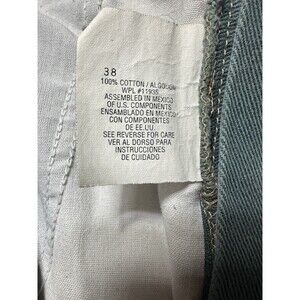 38
100% COTTON / ALGODON
WPL #11935
ASSEMBLED IN MEXICO
OF U.S. COMPONENTS
ENSAMBLADO EN MEXICO
CON COMPONENTES
DE EE.UU.
SEE REVERSE FOR CARE
VER AL DORSO PARA
INSTRUCCIONES
DE CUIDADO